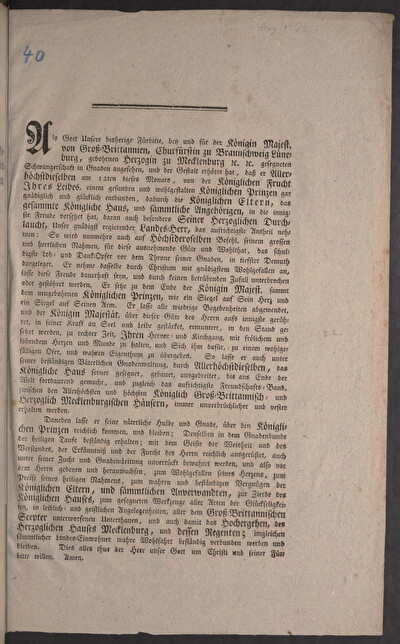 40
Als Gott Unsere bisherige Fürbitte, bey und für der Königin Majest.
von Groß-Brittannien, Churfürstin zu Braunschweig Lüne-
burg, gebohrnen Herzogin zu Mecklenburg ꝛc. ꝛc. gesegneten
Schwangerschaft in Gnaden angesehen, und der Gestalt erhöret hat, daß er Aller-
höchstdieselben am 12ten dieses Monats, von der Königlichen Frucht
Ihres Leibes, einem gesunden und wohlgestalten Königlichen Prinzen gar
gnädiglich und glücklich entbunden, dadurch die Königlichen Eltern, das
gesammte Königliche Haus, und sämmtliche Angehörigen, in die innig-
ste Freude versetzet hat, daran auch besonders Seiner Herzoglichen Durch-
laucht, Unser gnädigst regierender Landes-Herr, das aufrichtigste Antheil neh-
men: So wird nunmehro auch auf Höchstderoselben Befehl, seinem grossen
und herrlichen Nahmen, für diese ausnehmende Güte und Wohlthat, das schul-
digste Lob- und Dank-Opfer vor dem Throne seiner Gnaden, in tiefster Demuth
dargeleget. Er nehme dasselbe durch Christum mit gnädigstem Wohlgefallen an,
lasse diese Freude dauerhaft seyn, und durch keinen betrübenden Zufall unterbrochen
oder gestöhret werden. Er setze zu dem Ende der Königin Majest. sammt
dem neugebohrnen Königlichen Prinzen, wie ein Siegel auf Sein Herz und
ein Siegel auf Seinen Arm. Er lasse alle widrige Begebenheiten abgewendet,
und der Königin Majestät, über diese Güte des Herrn aufs innigste gerüh-
ret, in seiner Kraft an Seel und Leibe gestärket, ermuntert, in den Stand ge-
setzet werden, zu rechter Zeit, Ihren Hervor- und Kirchgang, mit frölichem und
lobendem Herzen und Munde zu halten, und Sich ihm dafür, zu einem wohlge-
fälligen Opfer, und wahren Eigenthum zu übergeben. So lasse er auch unter
seiner beständigen Väterlichen Gnadenwaltung, durch Allerhöchstdieselben, das
Königliche Haus ferner gesegnet, gebauet, ausgebreitet, bis ans Ende der
Welt fortdaurend gemacht, und zugleich das aufrichtigste Freundschafts-Band,
zwischen den Allerhöchsten und höchsten Königlich Groß-Brittannisch- und
Herzoglich Mecklenburgischen Häusern, immer unverbrüchlicher und vester
erhalten werden.
Daneben lasse er seine väterliche Hulde und Gnade, über den Königli-
chen Prinzen reichlich kommen, und bleiben; Denselben in dem Gnadenbunde
der heiligen Taufe beständig erhalten; mit dem Geiste der Weisheit und des
Verstandes, der Erkänntniß und der Furcht des Herrn reichlich ausgerüstet, auch
unter seiner Zucht und Gnadenleitung unverrückt bewahret werden, und also vor
dem Herrn gedeyen und heranwachsen, zum Wohlgefallen seines Herzens, zum
Preise seines heiligen Nahmens, zum wahren und beständigen Vergnügen der
Königlichen Eltern, und sämmtlichen Anverwandten, zur Zierde des
Königlichen Hauses, zum gesegneten Werkzeuge aller Arten der Glückseligkei-
ten, in leiblich- und geistlichen Angelegenheiten, aller dem Groß-Brittannischen
Scepter unterworfenen Unterthanen, und auch damit das Hochergehen, des
Herzoglichen Hauses Mecklenburg, und dessen Regenten; ingleichen
sämmtlicher Landes-Einwohner wahre Wohlfahrt beständig verbunden werden und
bleiben. Dies alles thue der Herr unser Gott um Christi und seiner Für-
bitte willen. Amen.